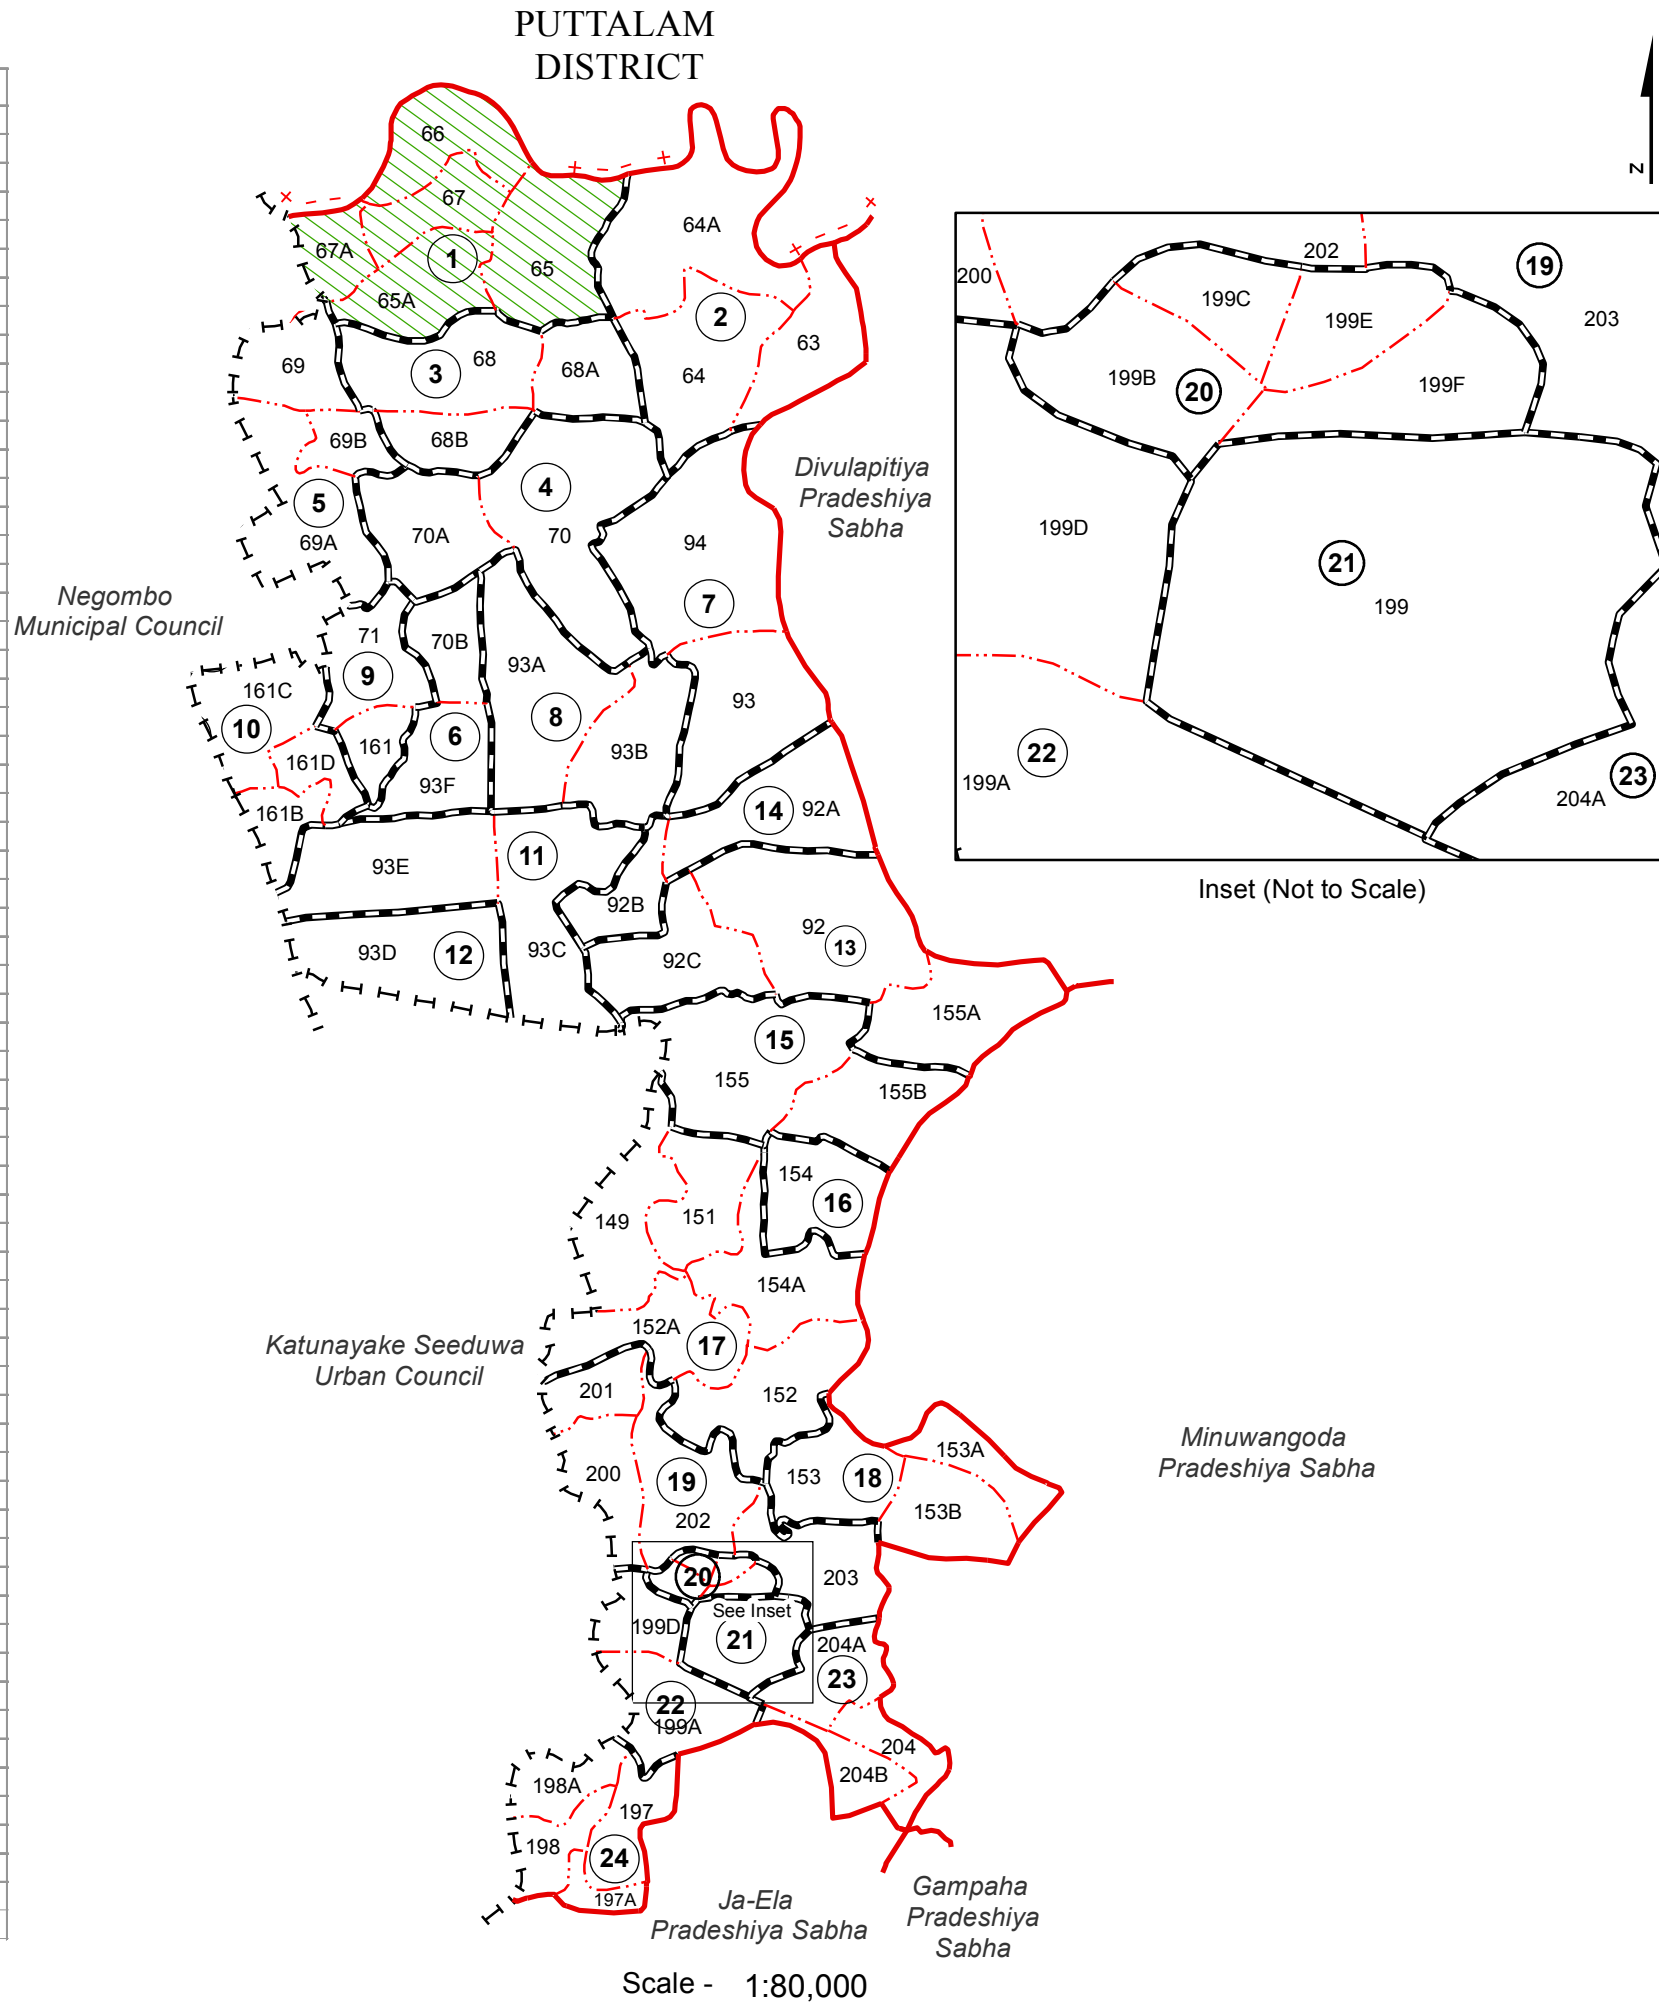 PUTTALAM
DISTRICT
66
67
67A
1
65
65A
64A
2
63
64
69
3
68
68A
69B
68B
5
4
69A
70A
70
94
Divulapitiya
Pradeshiya
Sabha
Negombo
Municipal Council
7
71
70B
93A
9
161C
10
93
8
6
161
161D
93B
93F
161B
14
92A
11
93E
92B
92
13
93D
12
93C
92C
155A
15
155
155B
154
16
149
151
154A
152A
17
Katunayake Seeduwa
Urban Council
201
152
Minuwangoda
Pradeshiya Sabha
153A
200
19
153
18
153B
202
20
203
See Inset
199D
21
204A
23
22
199A
204
204B
198A
197
198
24
197A
Ja-Ela
Pradeshiya Sabha
Gampaha
Pradeshiya
Sabha
Scale - 1:80,000
N
202
19
200
199C
199E
203
199B
20
199F
199D
21
199
22
199A
23
204A
Inset (Not to Scale)